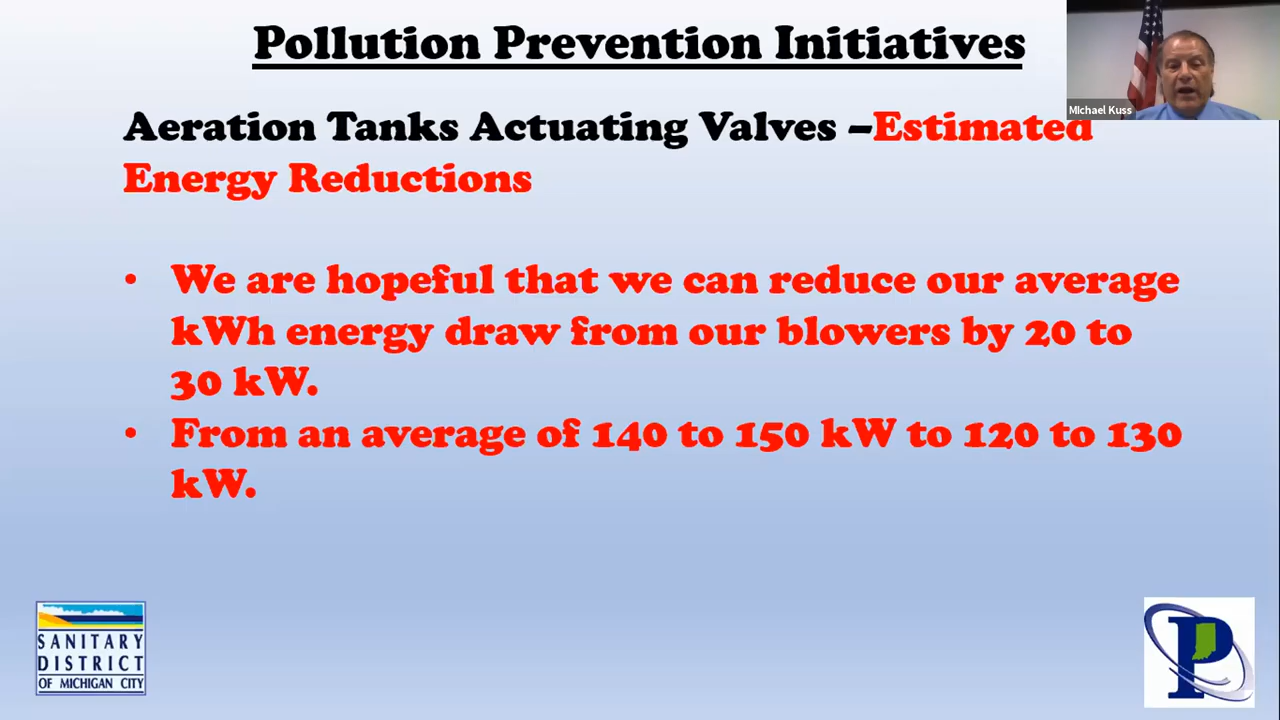 Pollution Prevention Initiatives
Michael Kuss
Aeration Tanks Actuating Valves –Estimated
Energy Reductions
• We are hopeful that we can reduce our average
kWh energy draw from our blowers by 20 to
30 kW.
• From an average of 140 to 150 kW to 120 to 130
kW.
SANITARY
DISTRICT
OF MICHIGAN CITY
P